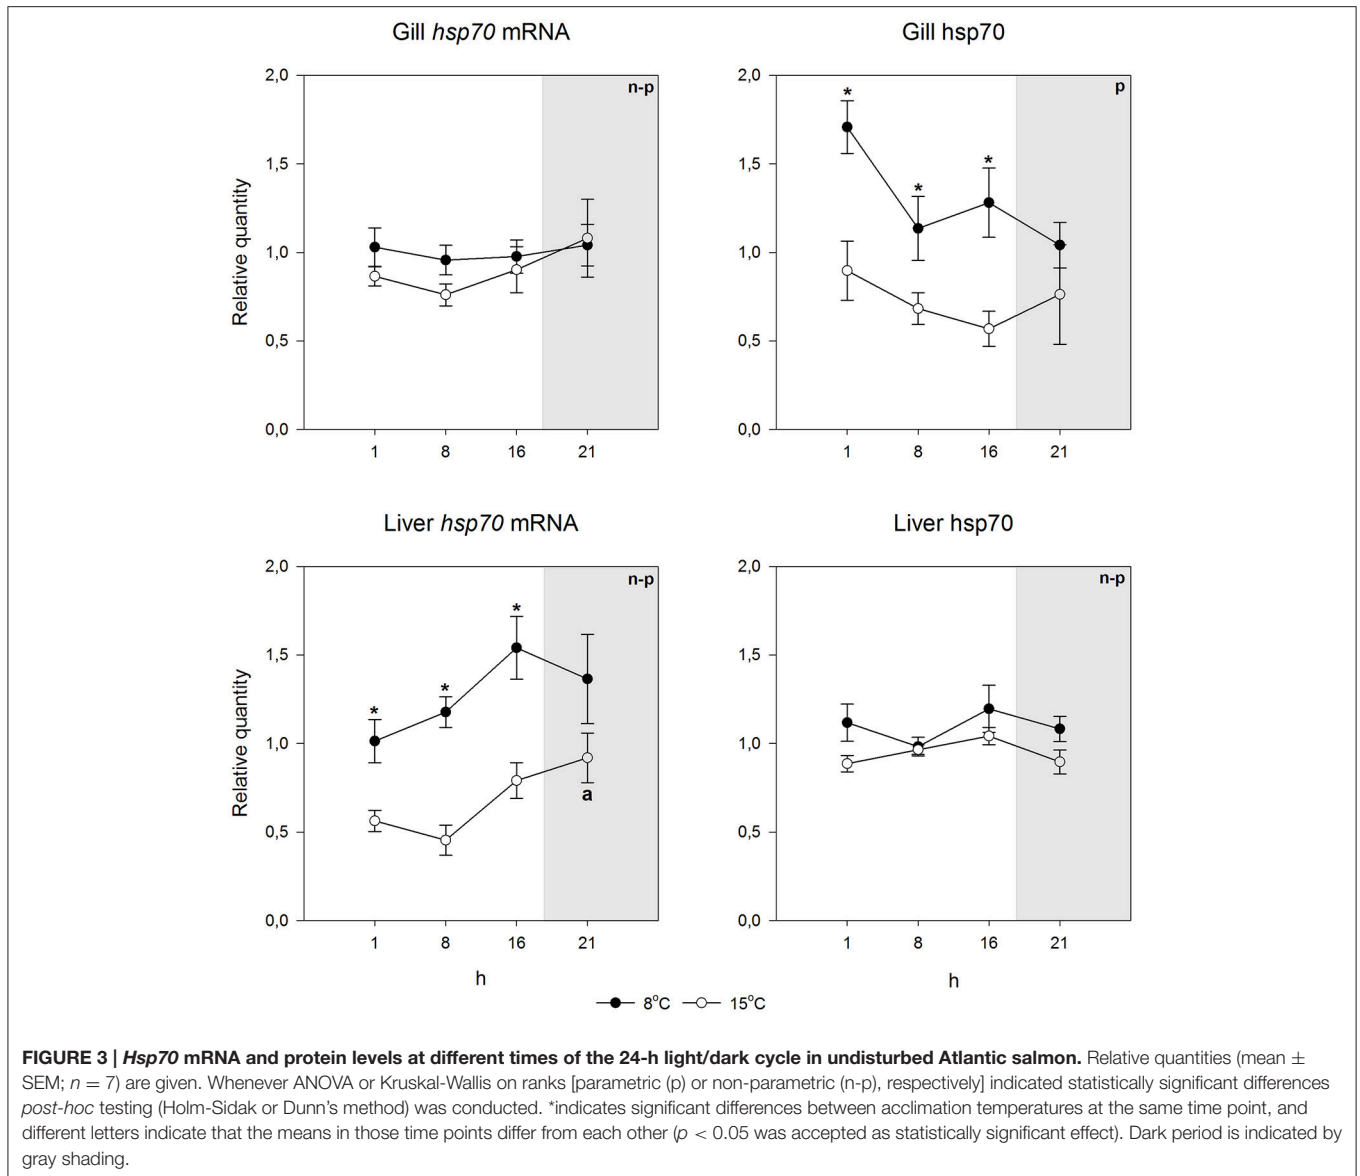 Gill hsp70 mRNA
Relative quantity
2,0
1,5
1,0
0,5
0,0
n-p
1 8 16 21
Gill hsp70
2,0
1,5
1,0
0,5
0,0
* * *
p
1 8 16 21
Liver hsp70 mRNA
Relative quantity
2,0
1,5
1,0
0,5
0,0
* * *
n-p
a
1 8 16 21
h
Liver hsp70
2,0
1,5
1,0
0,5
0,0
n-p
1 8 16 21
h
8°C 15°C
FIGURE 3 | Hsp70 mRNA and protein levels at different times of the 24-h light/dark cycle in undisturbed Atlantic salmon. Relative quantities (mean ±
SEM; n = 7) are given. Whenever ANOVA or Kruskal-Wallis on ranks [parametric (p) or non-parametric (n-p), respectively] indicated statistically significant differences
post-hoc testing (Holm-Sidak or Dunn's method) was conducted. *indicates significant differences between acclimation temperatures at the same time point, and
different letters indicate that the means in those time points differ from each other (p < 0.05 was accepted as statistically significant effect). Dark period is indicated by
gray shading.